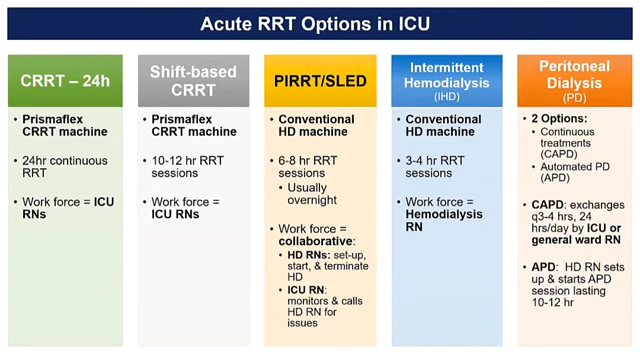 Acute RRT Options in ICU
CRRT – 24h
• Prismaflex
CRRT machine
• 24hr continuous
RRT
• Work force = ICU
RNs
Shift-based
CRRT
• Prismaflex
CRRT machine
• 10-12 hr RRT
sessions
• Work force =
ICU RNs
PIRRT/SLED
• Conventional
HD machine
• 6-8 hr RRT
sessions
• Usually
overnight
• Work force =
collaborative:
• HD RNs: set-up,
start, & terminate
HD
• ICU RN:
monitors & calls
HD RN for
issues
Intermittent
Hemodialysis
(IHD)
• Conventional
HD machine
• 3-4 hr RRT
sessions
• Work force =
Hemodialysis
RN
Peritoneal
Dialysis
(PD)
• 2 Options:
• Continuous
treatments
(CAPD)
• Automated PD
(APD)
• CAPD: exchanges
q3-4 hrs, 24
hrs/day by ICU or
general ward RN
• APD: HD RN sets
up & starts APD
session lasting
10-12 hr